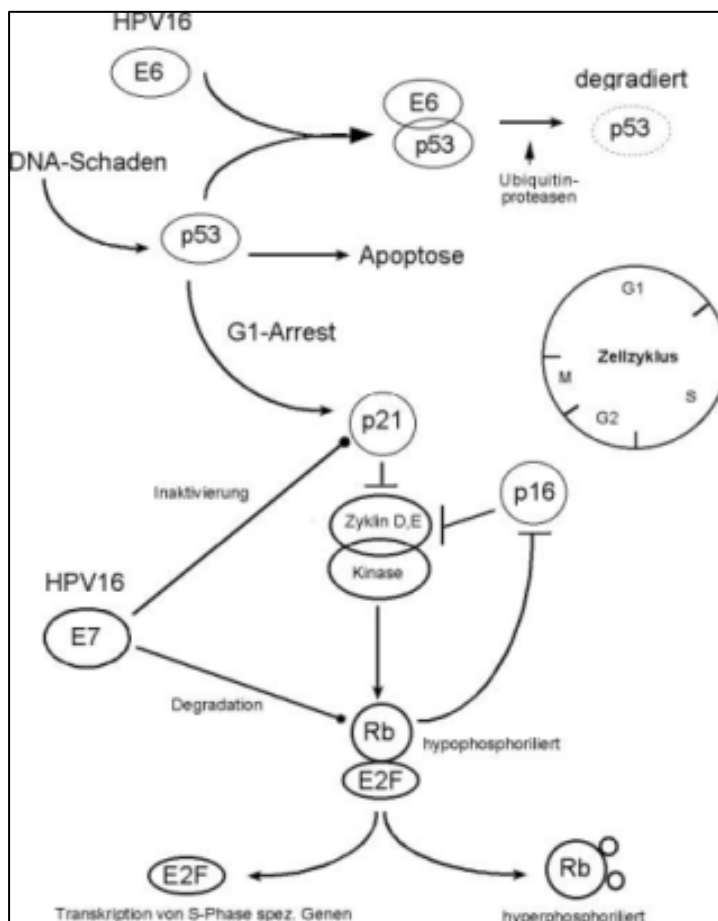 HPV16
E6
degradiert
E6
p53
p53
Ubiquitin-
proteasen
DNA-Schaden
p53
Apoptose
G1-Arrest
G1
Zellzyklus
M
S
G2
p21
Inaktivierung
p16
Zyklin D,E
Kinase
HPV16
E7
Degradation
Rb
hypophosphoriliert
E2F
E2F
Rb
Transkription von S-Phase spez. Genen
hyperphosphoriliert